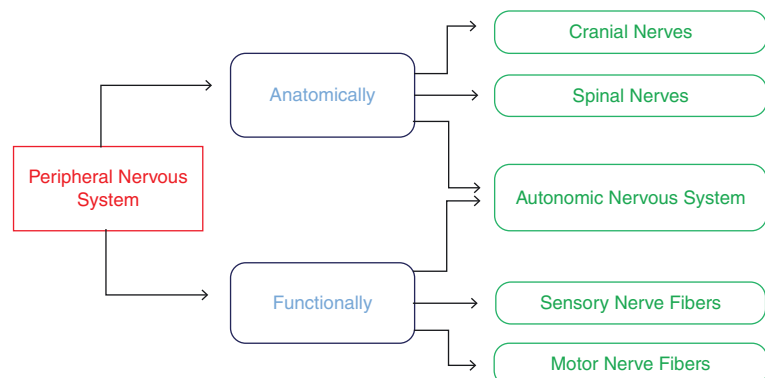 Cranial Nerves
Anatomically
Spinal Nerves
Peripheral Nervous
System
Autonomic Nervous System
Functionally
Sensory Nerve Fibers
Motor Nerve Fibers